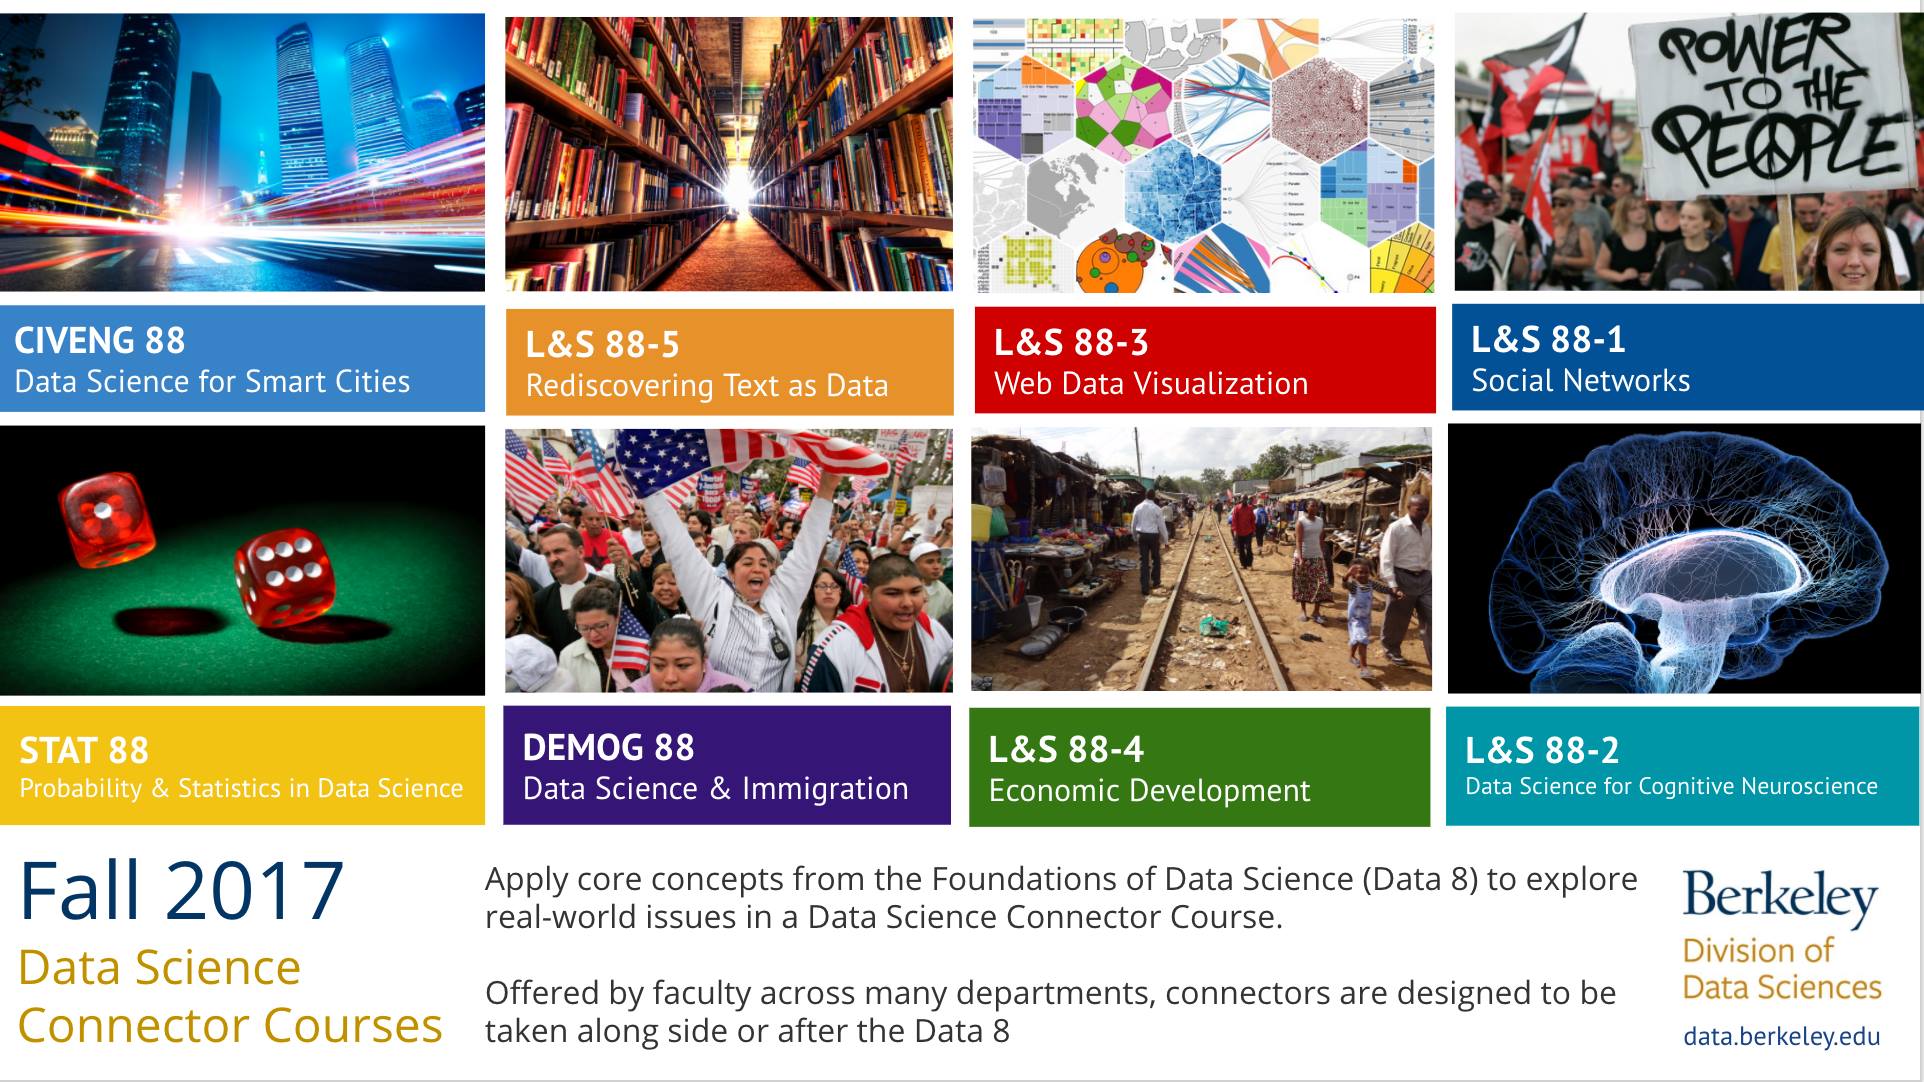 POWER
TO THE
PEOPLE
CIVENG 88
Data Science for Smart Cities
L&S 88-5
Rediscovering Text as Data
L&S 88-3
Web Data Visualization
L&S 88-1
Social Networks
STAT 88
Probability & Statistics in Data Science
DEMOG 88
Data Science & Immigration
L&S 88-4
Economic Development
L&S 88-2
Data Science for Cognitive Neuroscience
Fall 2017
Data Science
Connector Courses
Apply core concepts from the Foundations of Data Science (Data 8) to explore
real-world issues in a Data Science Connector Course.
Offered by faculty across many departments, connectors are designed to be
taken along side or after the Data 8
Berkeley
Division of
Data Sciences
data.berkeley.edu